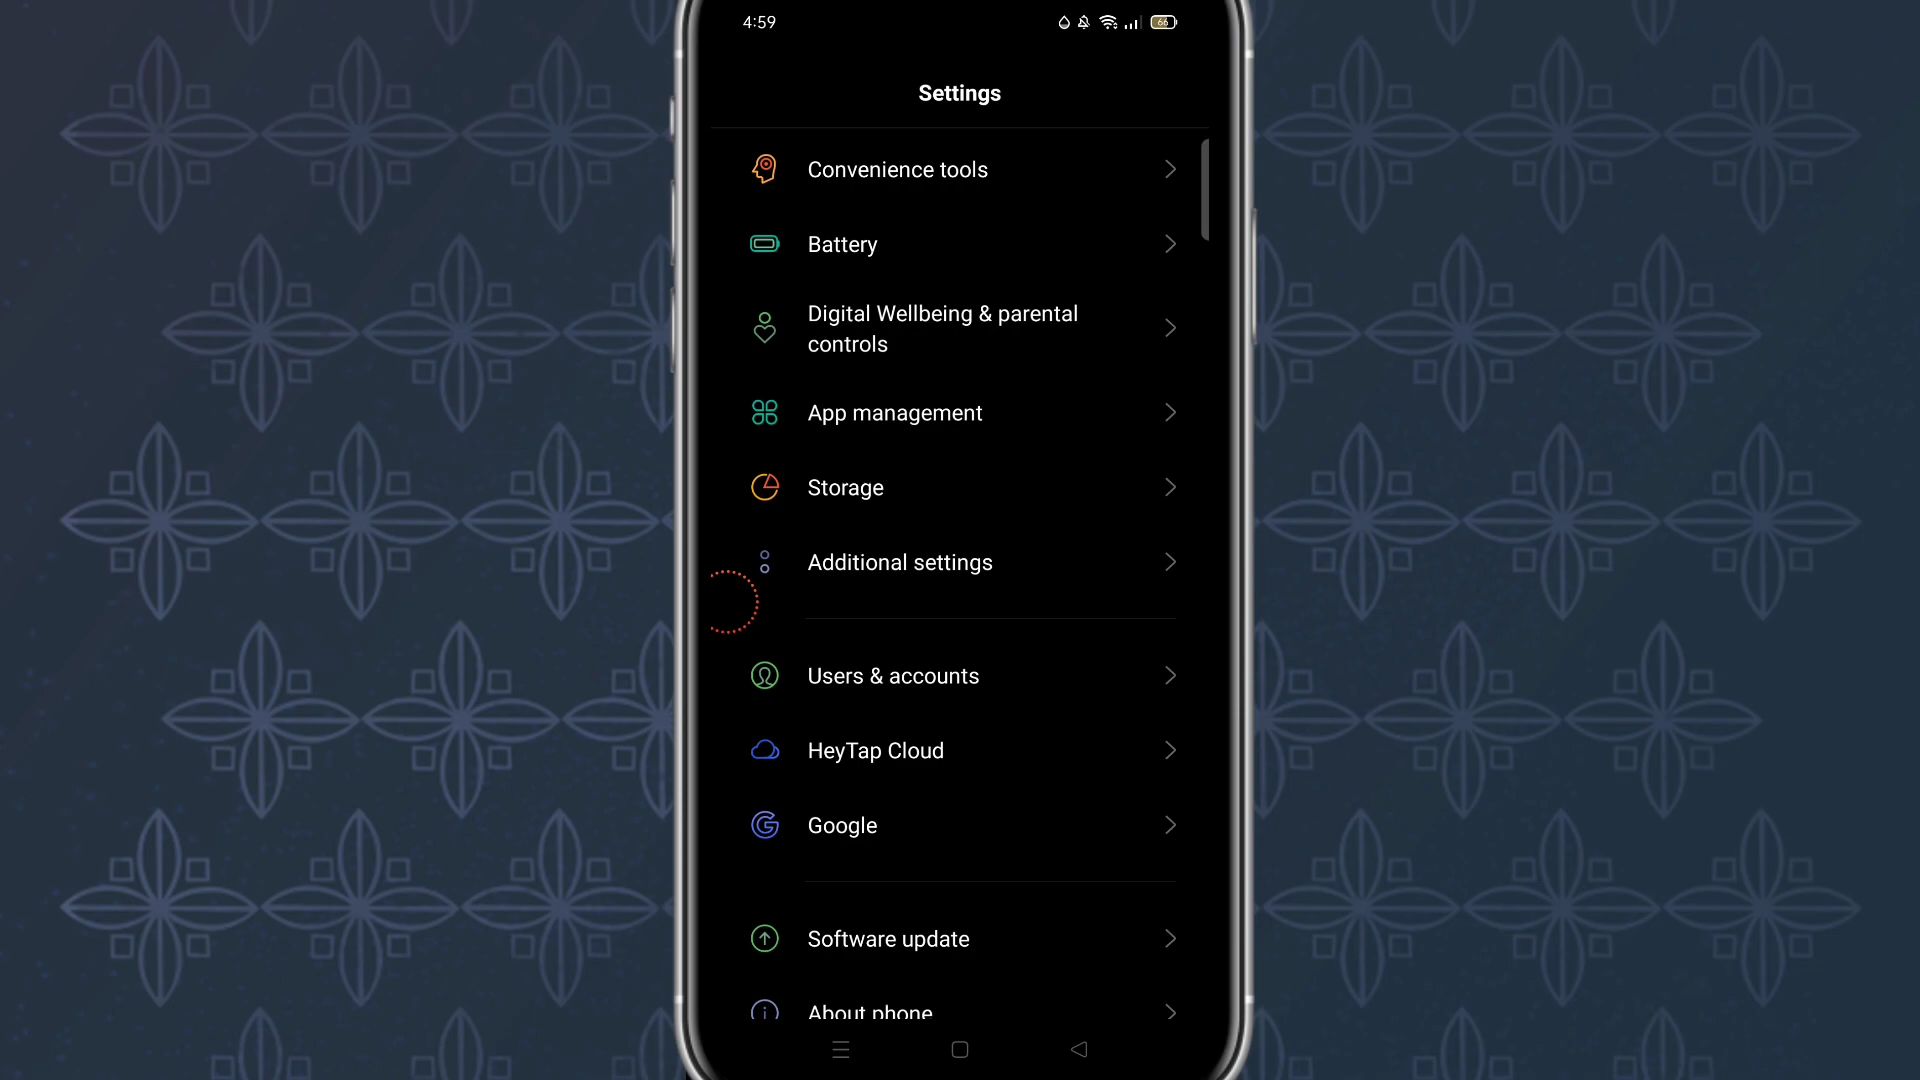 4:59
66
Settings
Convenience tools
Battery
Digital Wellbeing & parental
controls
App management
Storage
Additional settings
Users & accounts
HeyTap Cloud
Google
Software update
About phone